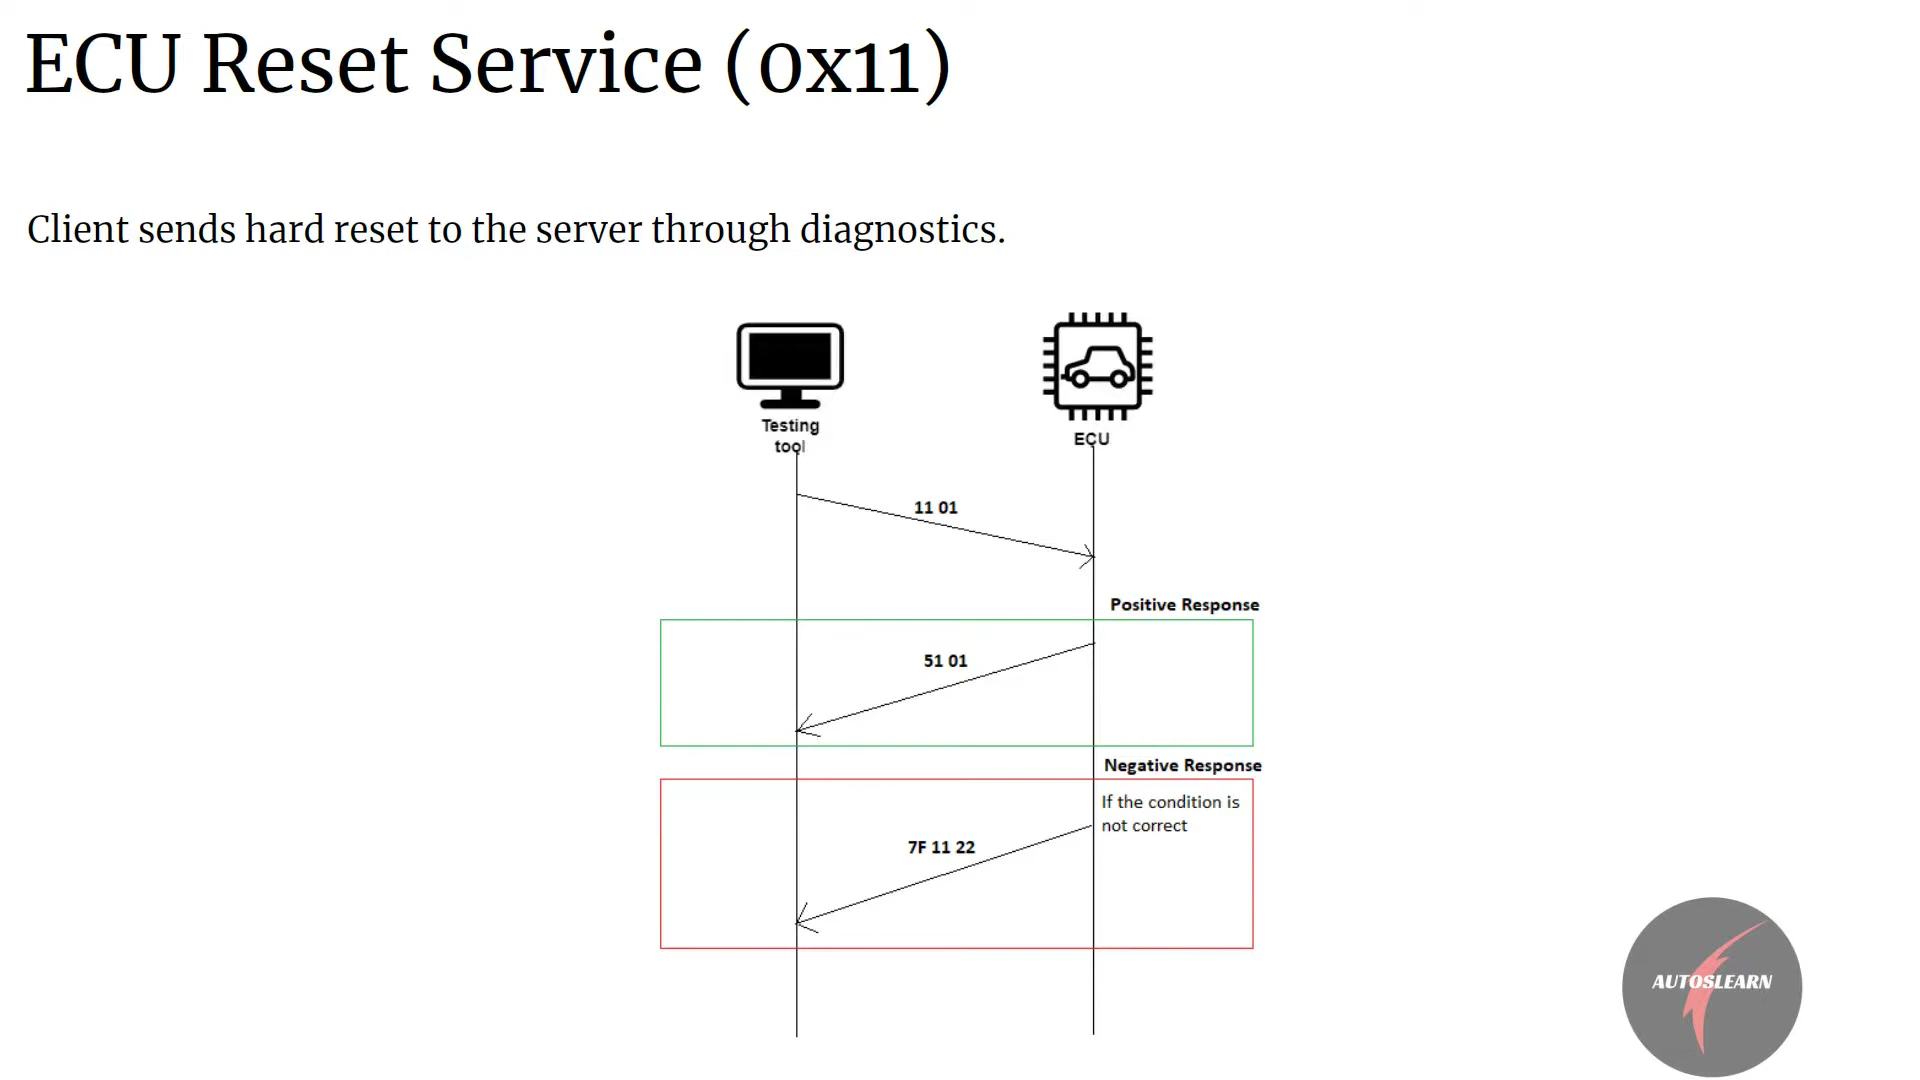 ECU Reset Service (0x11)
Client sends hard reset to the server through diagnostics.
Testing
tool
ECU
11 01
Positive Response
51 01
Negative Response
If the condition is
not correct
7F 11 22
AUTOSLEARN